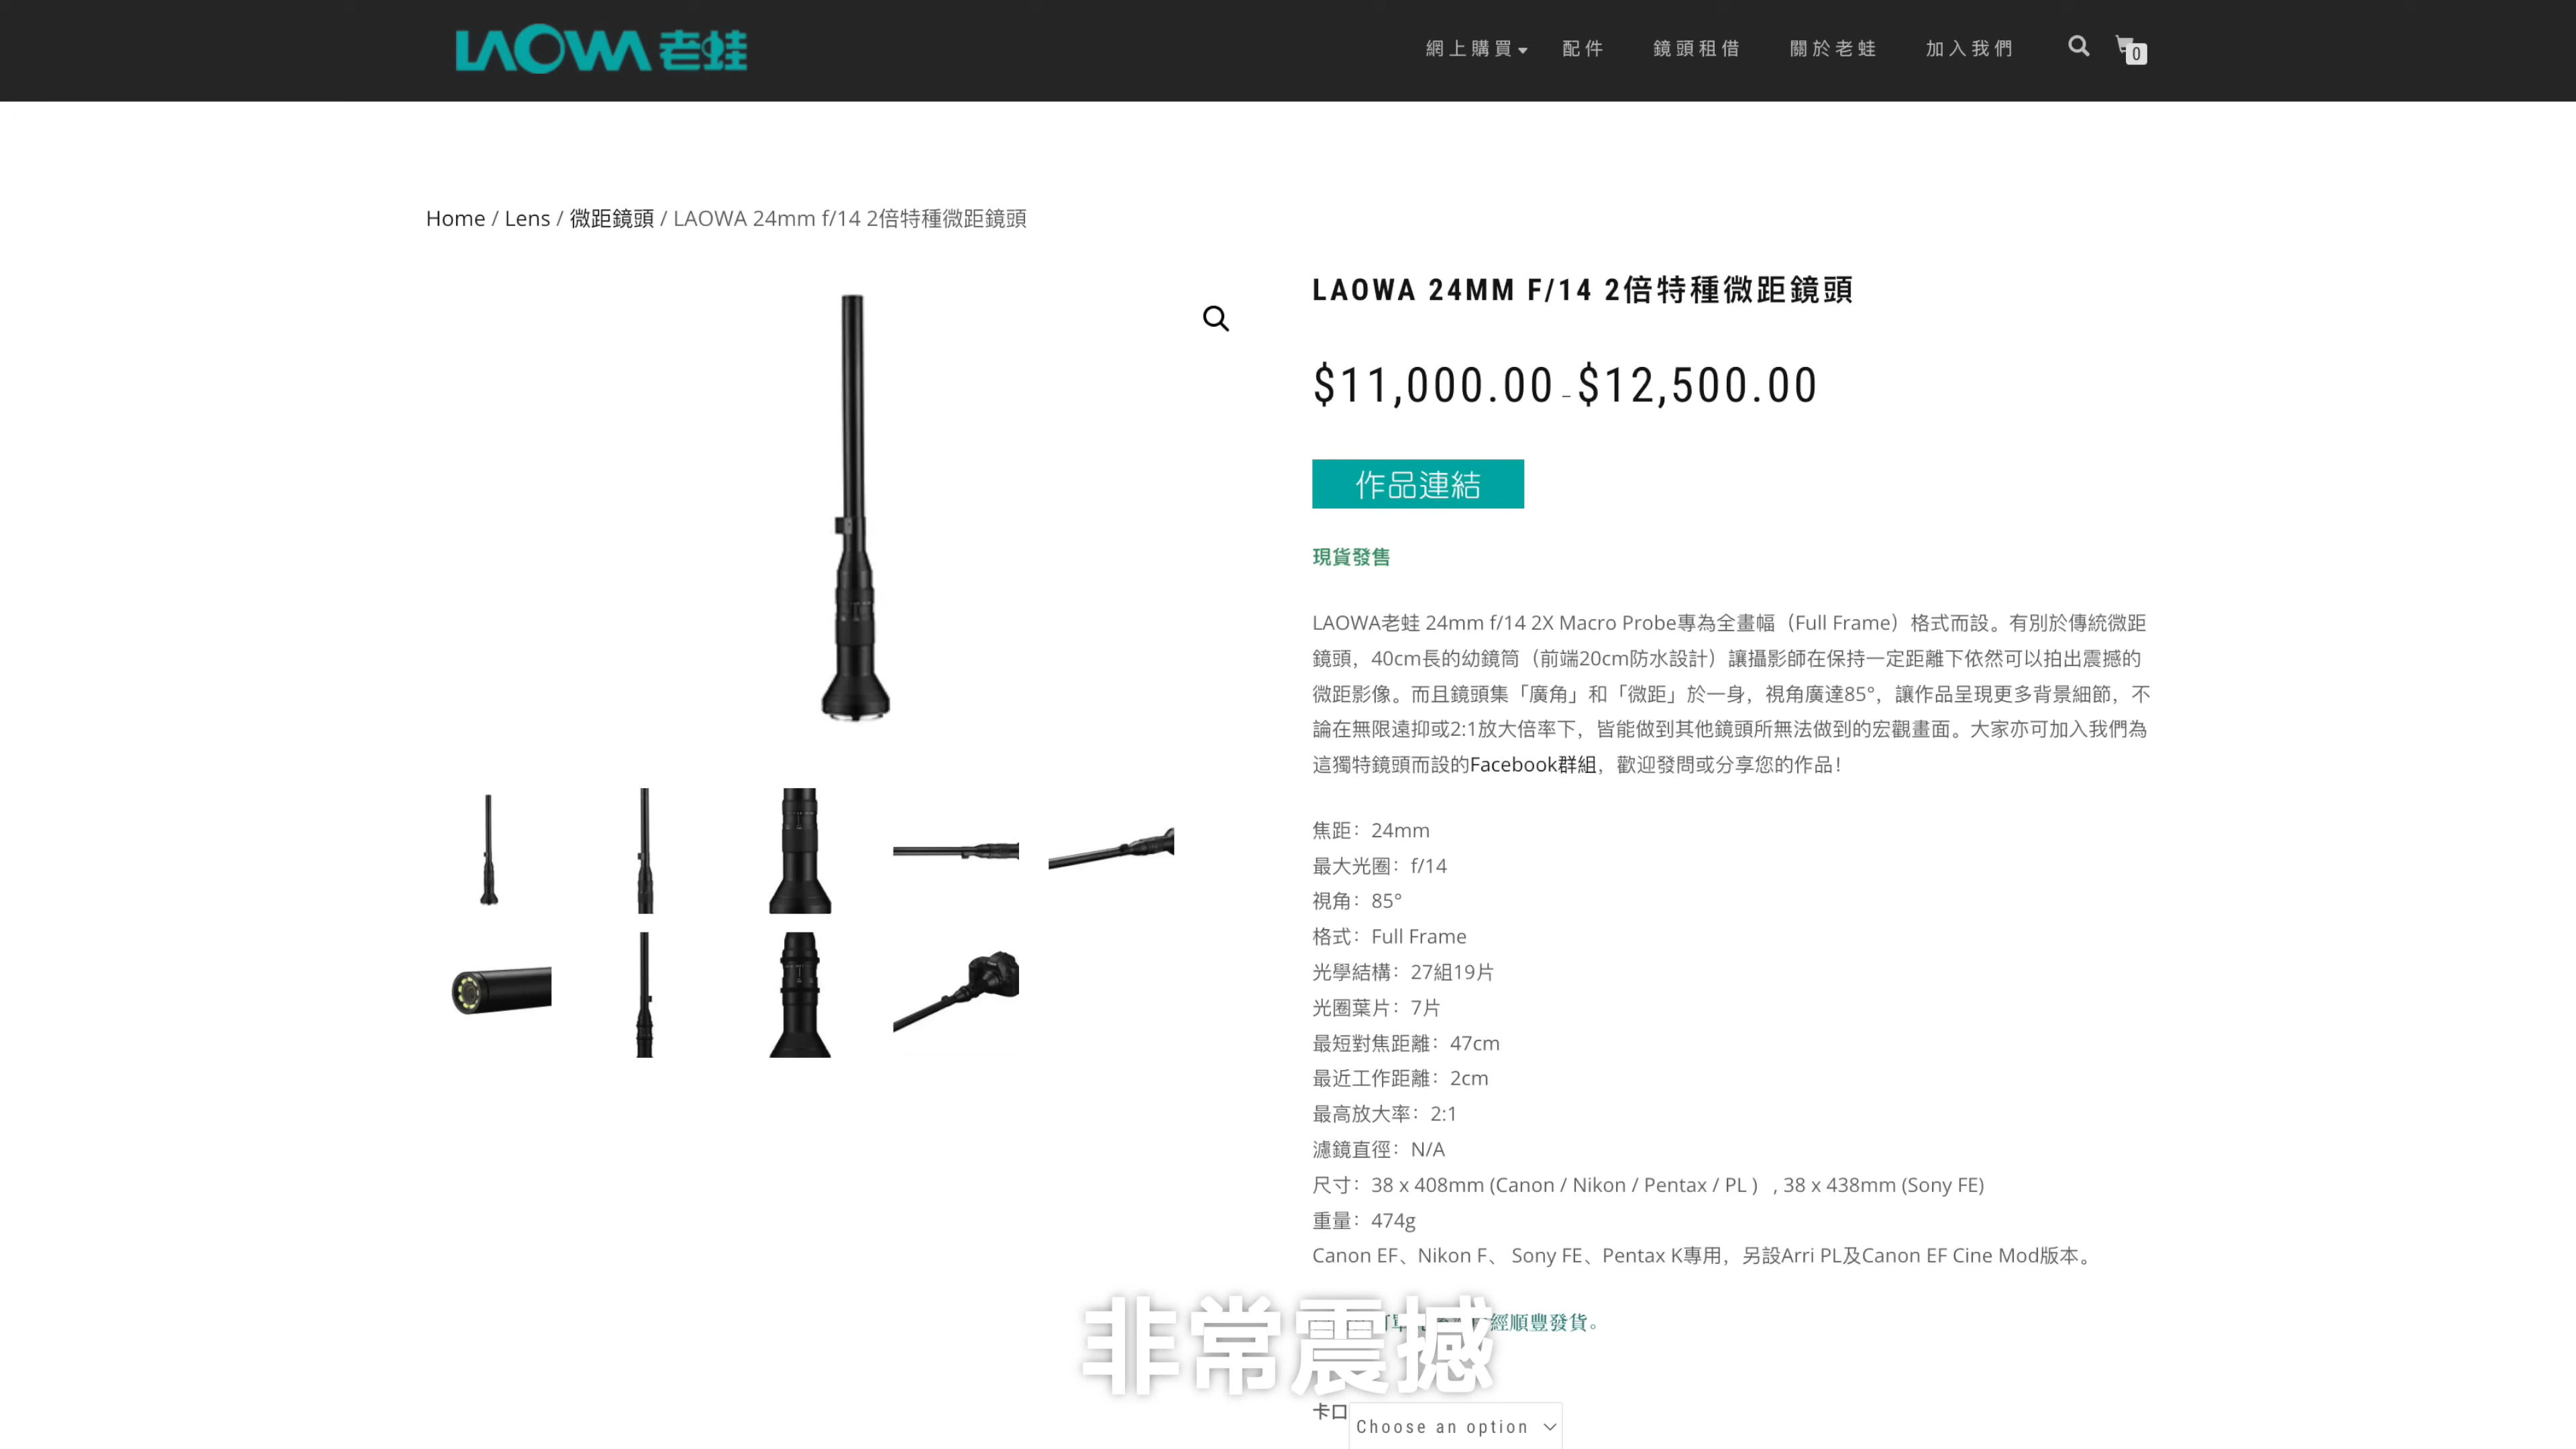 LAOWA 老蛙
網上購買 配件 鏡頭租借 關於老蛙 加入我們 0
Home / Lens / 微距鏡頭 / LAOWA 24mm f/14 2倍特種微距鏡頭
LAOWA 24MM F/14 2倍特種微距鏡頭
$11,000.00 – $12,500.00
作品連結
現貨發售
LAOWA老蛙 24mm f/14 2X Macro Probe專為全畫幅（Full Frame）格式而設。有別於傳統微距
鏡頭，40cm長的幼鏡筒（前端20cm防水設計）讓攝影師在保持一定距離下依然可以拍出震撼的
微距影像。而且鏡頭集「廣角」和「微距」於一身，視角廣達85°，讓作品呈現更多背景細節，不
論在無限遠抑或2:1放大倍率下，皆能做到其他鏡頭所無法做到的宏觀畫面。大家亦可加入我們為
這獨特鏡頭而設的Facebook群組，歡迎發問或分享您的作品！
焦距：24mm
最大光圈：f/14
視角：85°
格式：Full Frame
光學結構：27組19片
光圈葉片：7片
最短對焦距離：47cm
最近工作距離：2cm
最高放大率：2:1
濾鏡直徑：N/A
尺寸：38 x 408mm (Canon / Nikon / Pentax / PL ) , 38 x 438mm (Sony FE)
重量：474g
Canon EF、Nikon F、 Sony FE、Pentax K專用，另設Arri PL及Canon EF Cine Mod版本。
經順豐發貨。
非常震撼
卡口 Choose an option